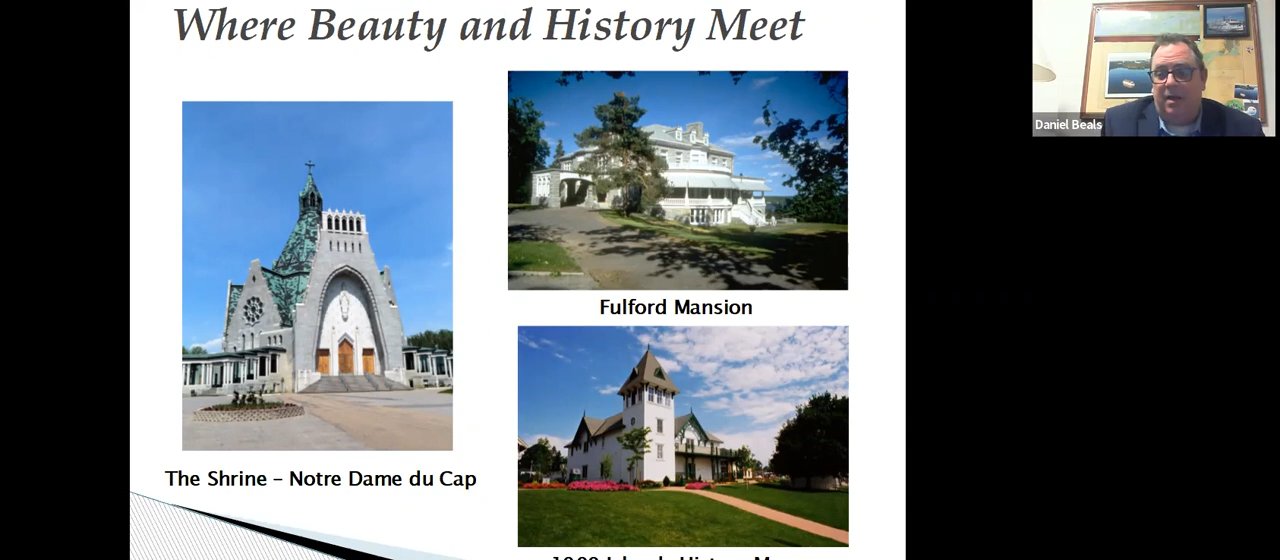 Where Beauty and History Meet
Daniel Beals
Fulford Mansion
The Shrine – Notre Dame du Cap